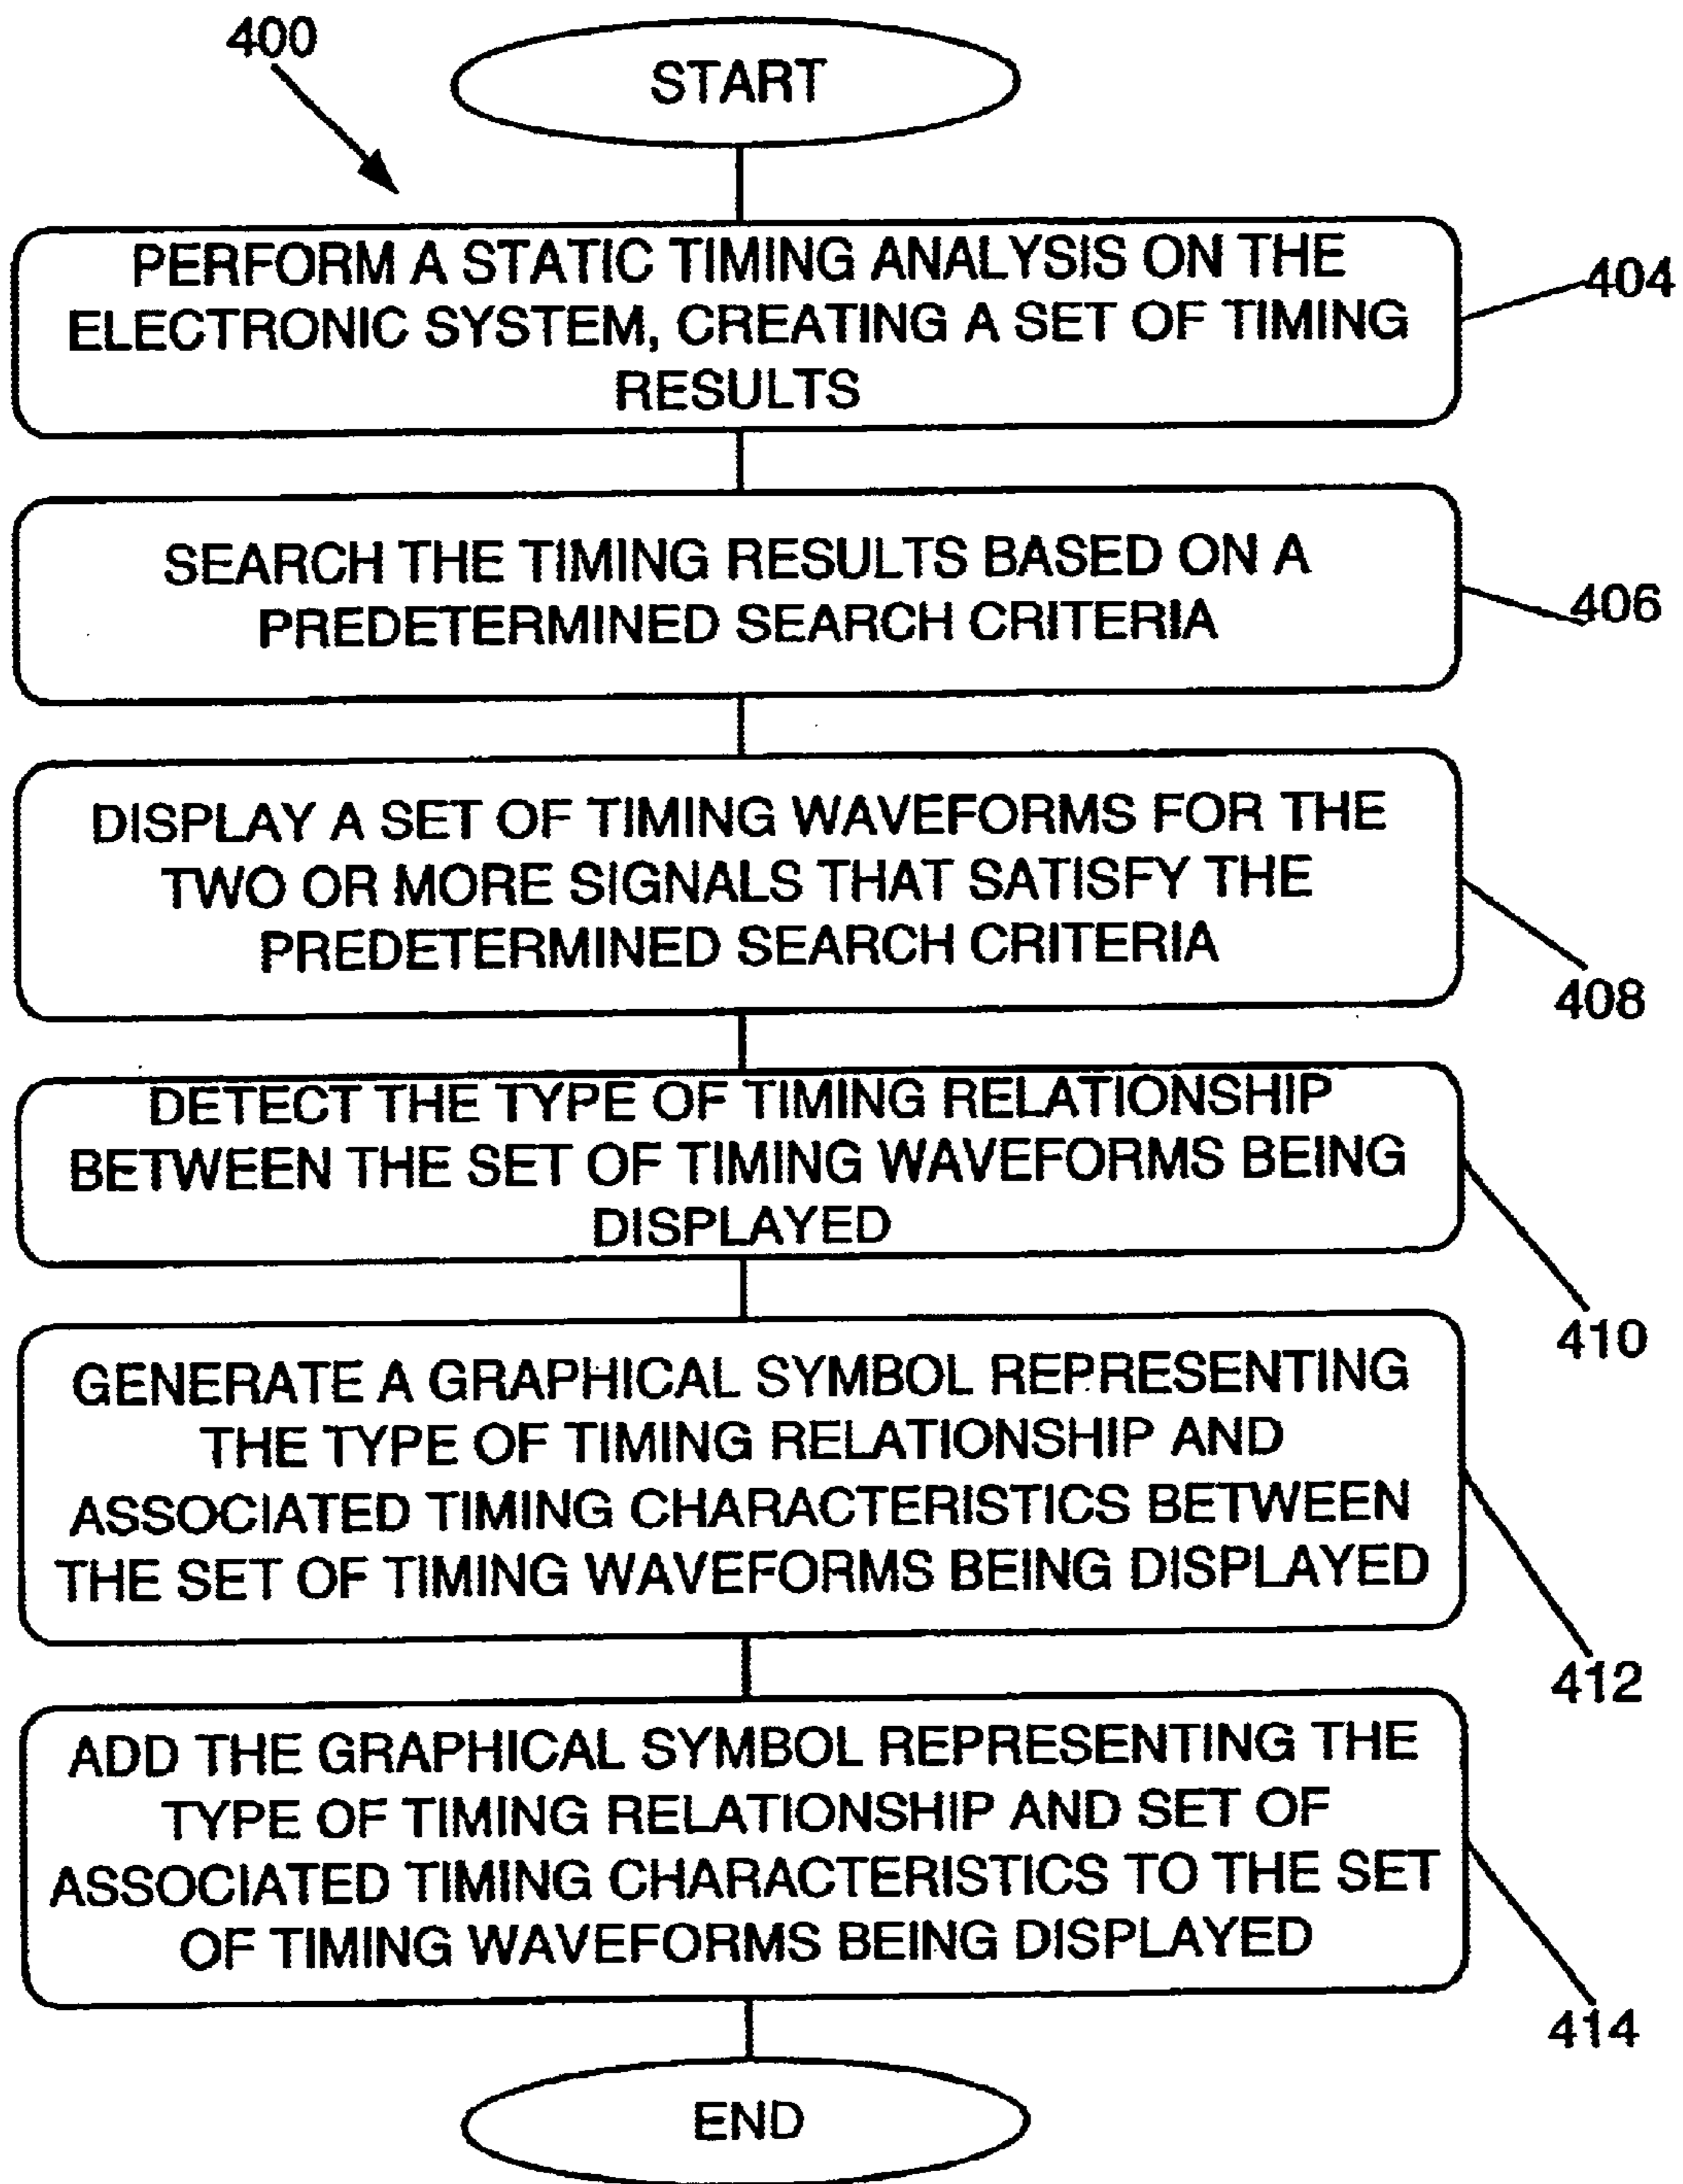 400
START
PERFORM A STATIC TIMING ANALYSIS ON THE
ELECTRONIC SYSTEM, CREATING A SET OF TIMING
RESULTS
404
SEARCH THE TIMING RESULTS BASED ON A
PREDETERMINED SEARCH CRITERIA
406
DISPLAY A SET OF TIMING WAVEFORMS FOR THE
TWO OR MORE SIGNALS THAT SATISFY THE
PREDETERMINED SEARCH CRITERIA
408
DETECT THE TYPE OF TIMING RELATIONSHIP
BETWEEN THE SET OF TIMING WAVEFORMS BEING
DISPLAYED
410
GENERATE A GRAPHICAL SYMBOL REPRESENTING
THE TYPE OF TIMING RELATIONSHIP AND
ASSOCIATED TIMING CHARACTERISTICS BETWEEN
THE SET OF TIMING WAVEFORMS BEING DISPLAYED
412
ADD THE GRAPHICAL SYMBOL REPRESENTING THE
TYPE OF TIMING RELATIONSHIP AND SET OF
ASSOCIATED TIMING CHARACTERISTICS TO THE SET
OF TIMING WAVEFORMS BEING DISPLAYED
414
END